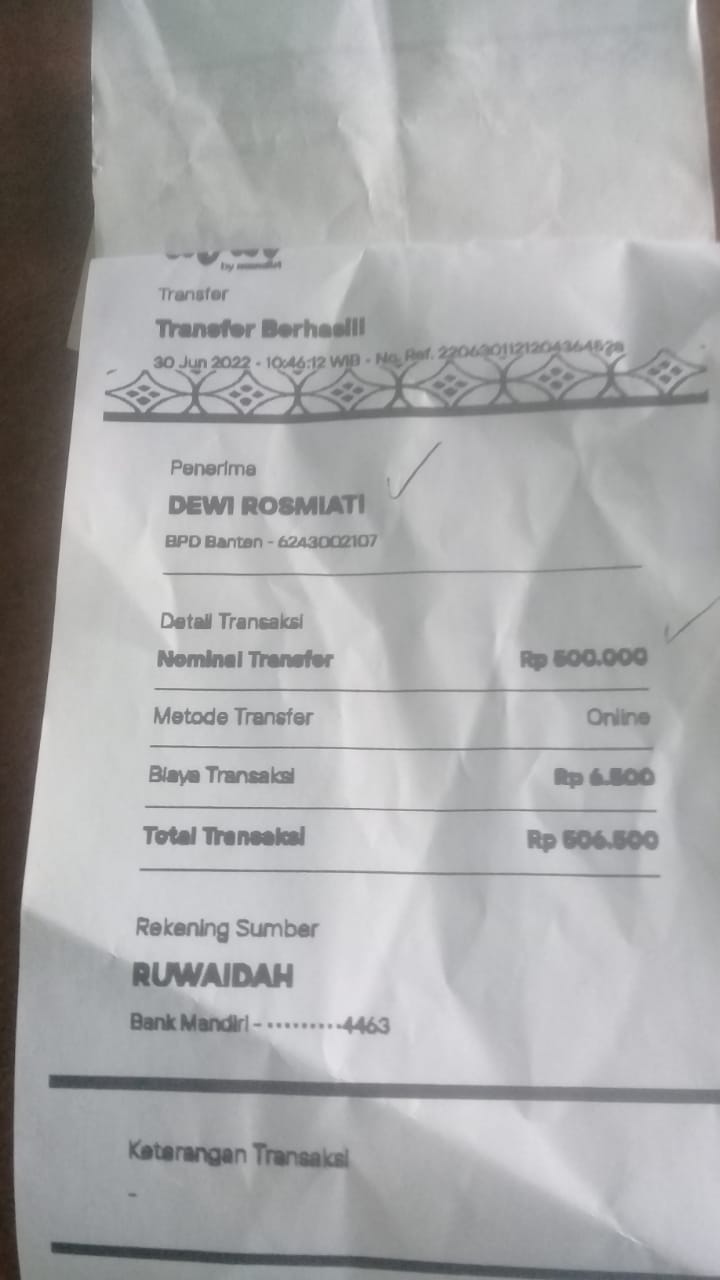 by mandiri
Transfer
Transfer Berhasil!
30 Jun 2022 - 10:46:12 WIB - No. Ref.
Penerima
DEWI ROSMIATI
BPD Banten - 6243002107
Detail Transaksi
Nominal Transfer Rp 500.000
Metode Transfer Online
Biaya Transaksi Rp 6.500
Total Transaksi Rp 506.500
Rekening Sumber
RUWAIDAH
Bank Mandiri - ·········4463
Keterangan Transaksi
-